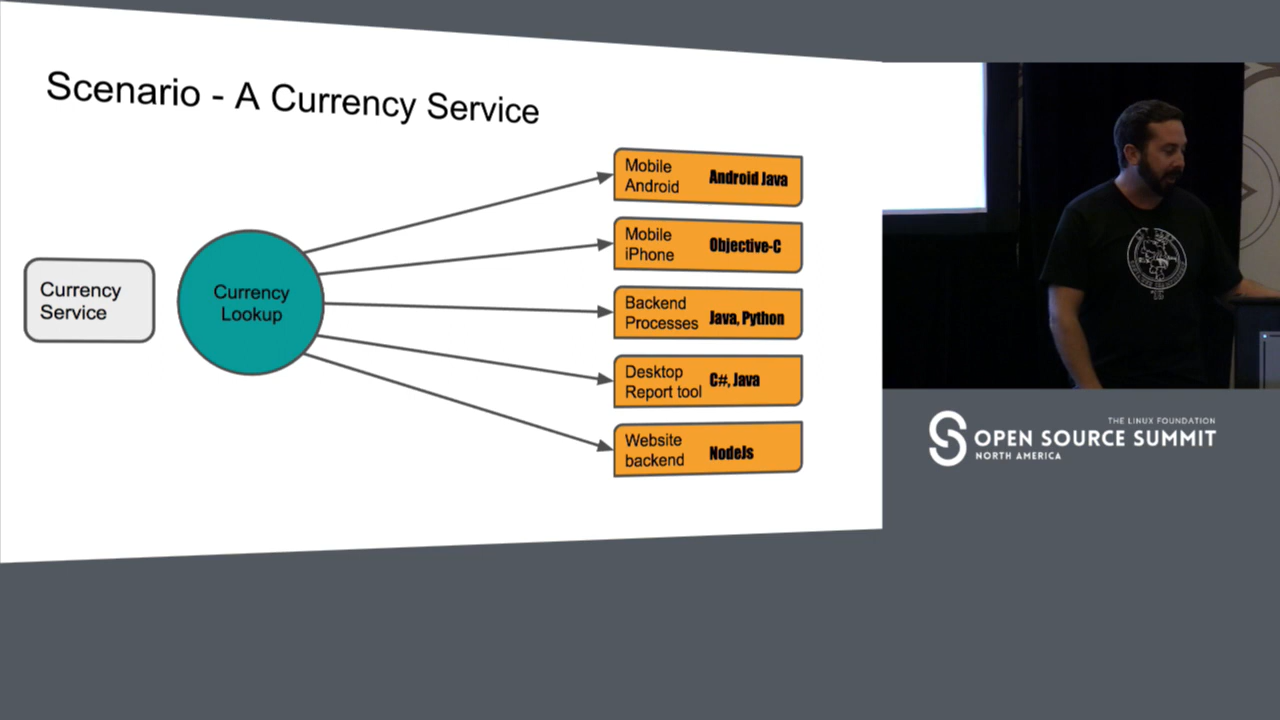 Scenario - A Currency Service
Currency
Service
Currency
Lookup
Mobile
Android
Android Java
Mobile
iPhone
Objective-C
Backend
Processes
Java, Python
Desktop
Report tool
C#, Java
Website
backend
NodeJs
THE LINUX FOUNDATION
OPEN SOURCE SUMMIT
NORTH AMERICA